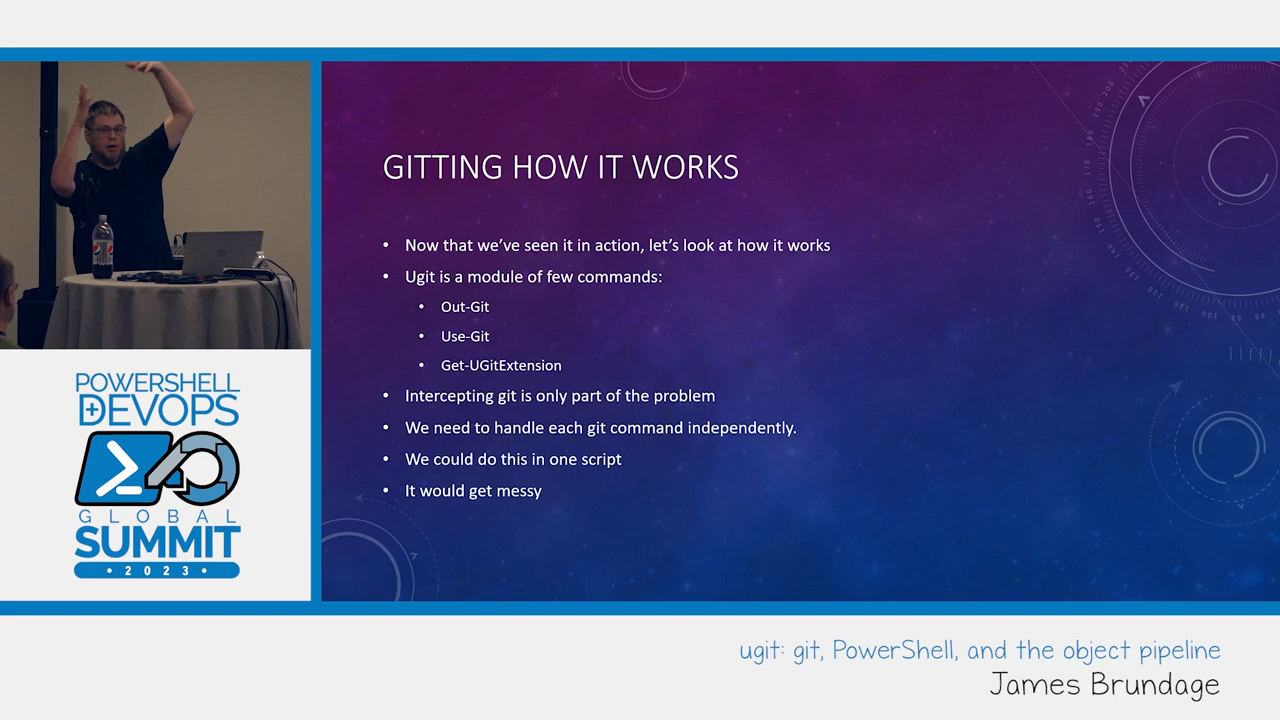 GITTING HOW IT WORKS
• Now that we've seen it in action, let's look at how it works
• Ugit is a module of few commands:
• Out-Git
• Use-Git
• Get-UGitExtension
• Intercepting git is only part of the problem
• We need to handle each git command independently.
• We could do this in one script
• It would get messy
POWERSHELL
+DEVOPS
GLOBAL
SUMMIT
• 2023 •
ugit: git, PowerShell, and the object pipeline
James Brundage